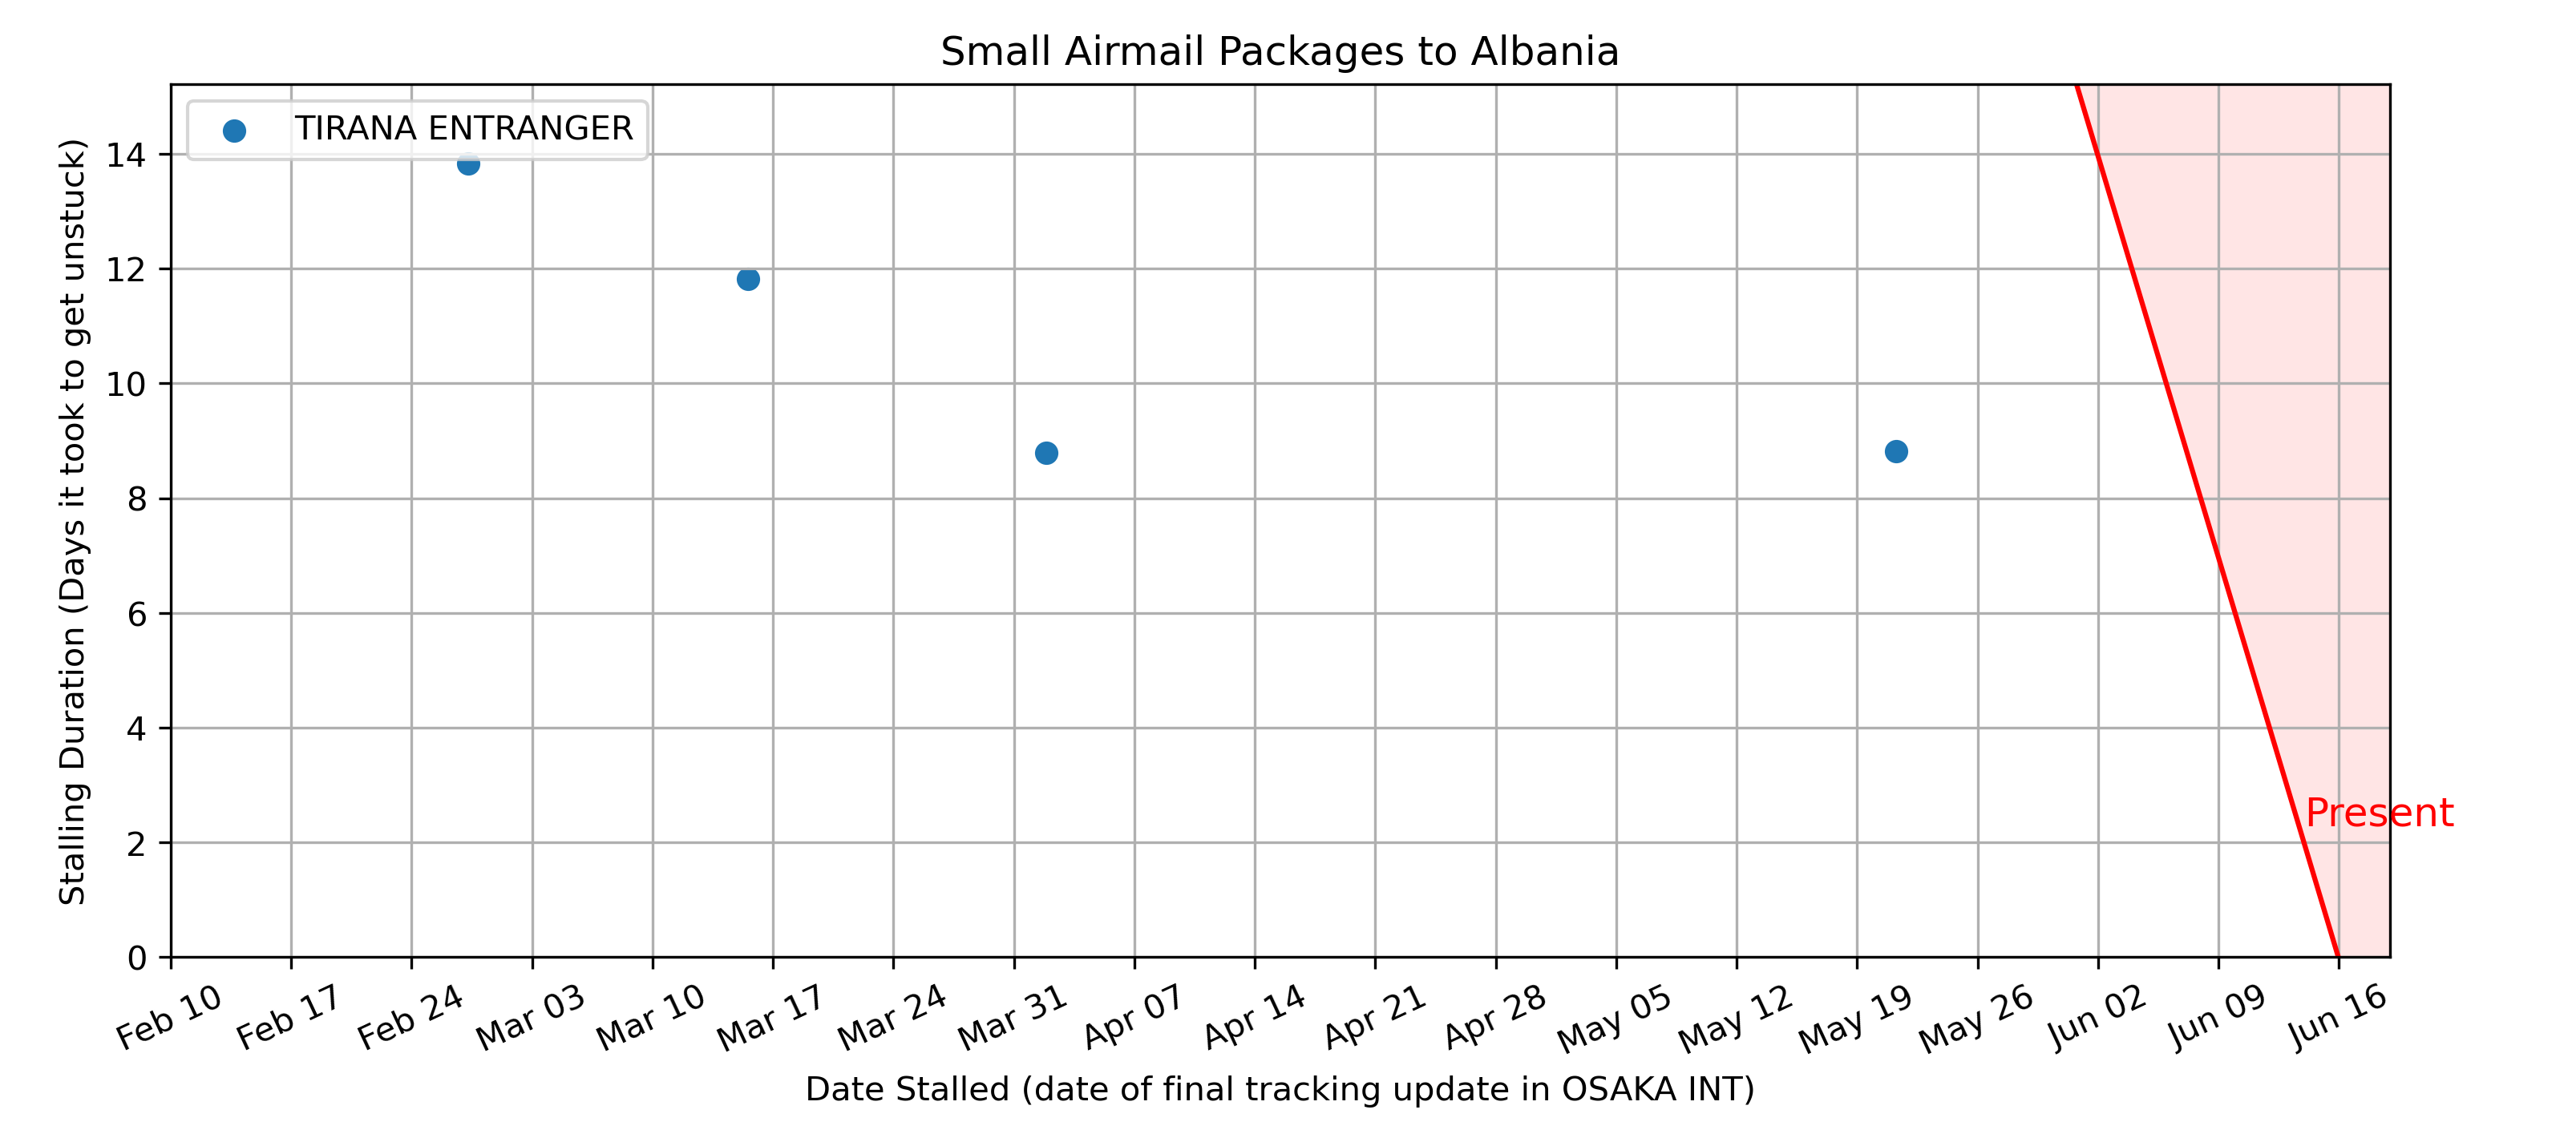 Small Airmail Packages to Albania
TIRANA ENTRANGER
Stalling Duration (Days it took to get unstuck)
14
12
10
8
6
4
2
0
Present
Feb 10
Feb 17
Feb 24
Mar 03
Mar 10
Mar 17
Mar 24
Mar 31
Apr 07
Apr 14
Apr 21
Apr 28
May 05
May 12
May 19
May 26
Jun 02
Jun 09
Jun 16
Date Stalled (date of final tracking update in OSAKA INT)